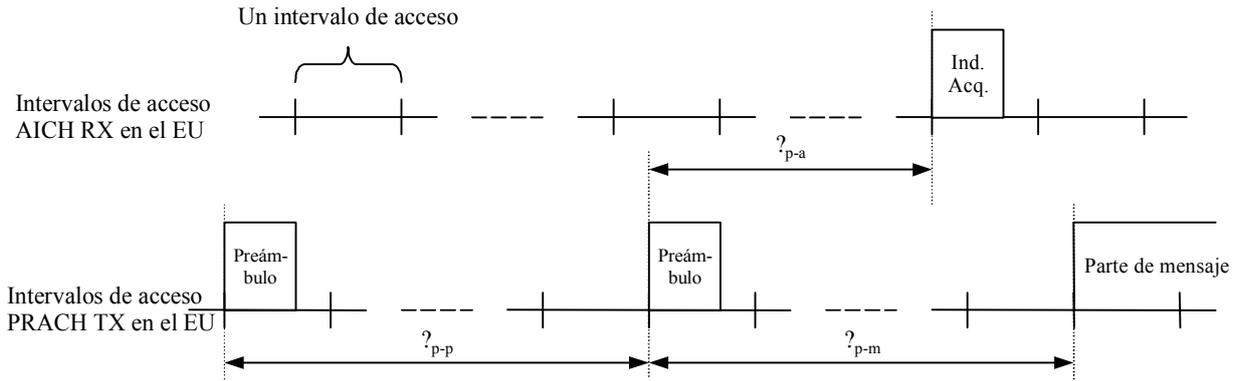 Un intervalo de acceso
Ind.
Acq.
Intervalos de acceso
AICH RX en el EU
?p-a
Preám-
bulo
Preám-
bulo
Parte de mensaje
Intervalos de acceso
PRACH TX en el EU
?p-p
?p-m